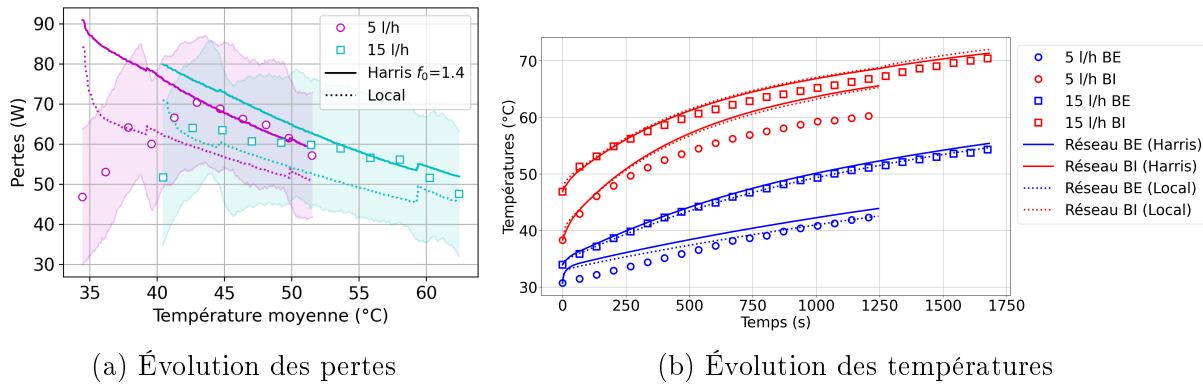 90
80
70
60
50
40
30
Pertes (W)
35 40 45 50 55 60
Température moyenne (°C)
5 l/h
15 l/h
Harris f₀=1.4
Local
(a) Évolution des pertes
70
60
50
40
30
Températures (°C)
0 250 500 750 1000 1250 1500 1750
Temps (s)
5 l/h BE
5 l/h BI
15 l/h BE
15 l/h BI
Réseau BE (Harris)
Réseau BI (Harris)
Réseau BE (Local)
Réseau BI (Local)
(b) Évolution des températures